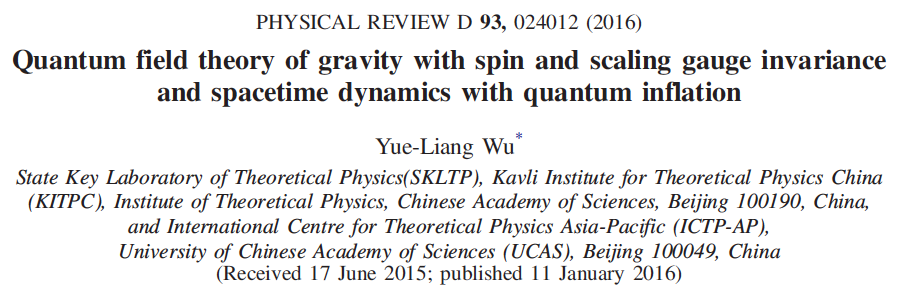 PHYSICAL REVIEW D 93, 024012 (2016)
Quantum field theory of gravity with spin and scaling gauge invariance
and spacetime dynamics with quantum inflation
Yue-Liang Wu*
State Key Laboratory of Theoretical Physics(SKLTP), Kavli Institute for Theoretical Physics China
(KITPC), Institute of Theoretical Physics, Chinese Academy of Sciences, Beijing 100190, China,
and International Centre for Theoretical Physics Asia-Pacific (ICTP-AP),
University of Chinese Academy of Sciences (UCAS), Beijing 100049, China
(Received 17 June 2015; published 11 January 2016)